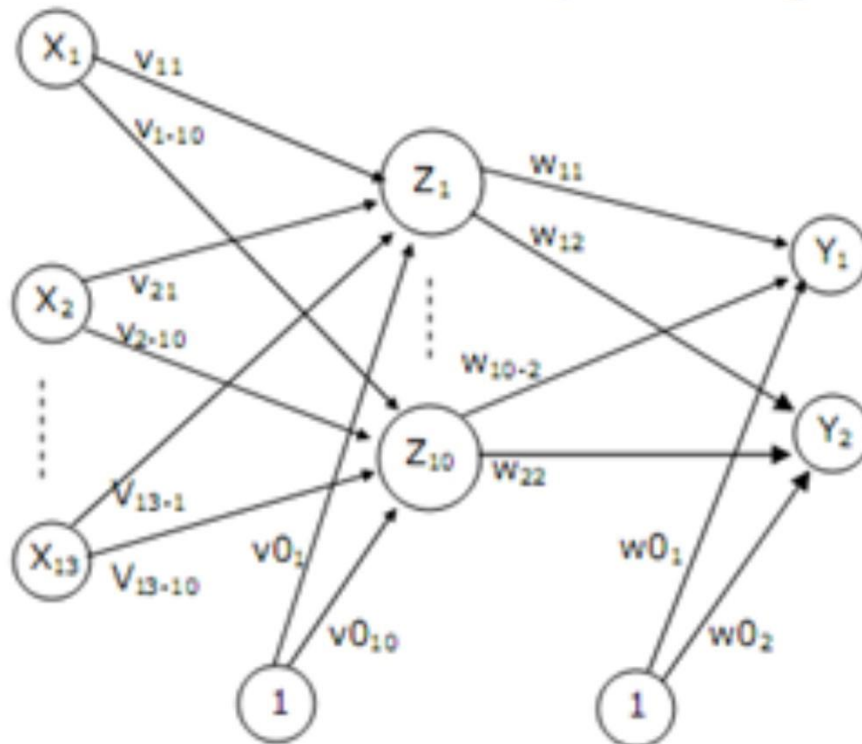 X₁
v₁₁
v₁₋₁₀
Z₁
w₁₁
w₁₂
Y₁
X₂
v₂₁
v₂₋₁₀
w₁₀₋₂
Y₂
Z₁₀
w₂₂
V₁₃₋₁
X₁₃
V₁₃₋₁₀
v0₁
w0₁
v0₁₀
w0₂
1
1